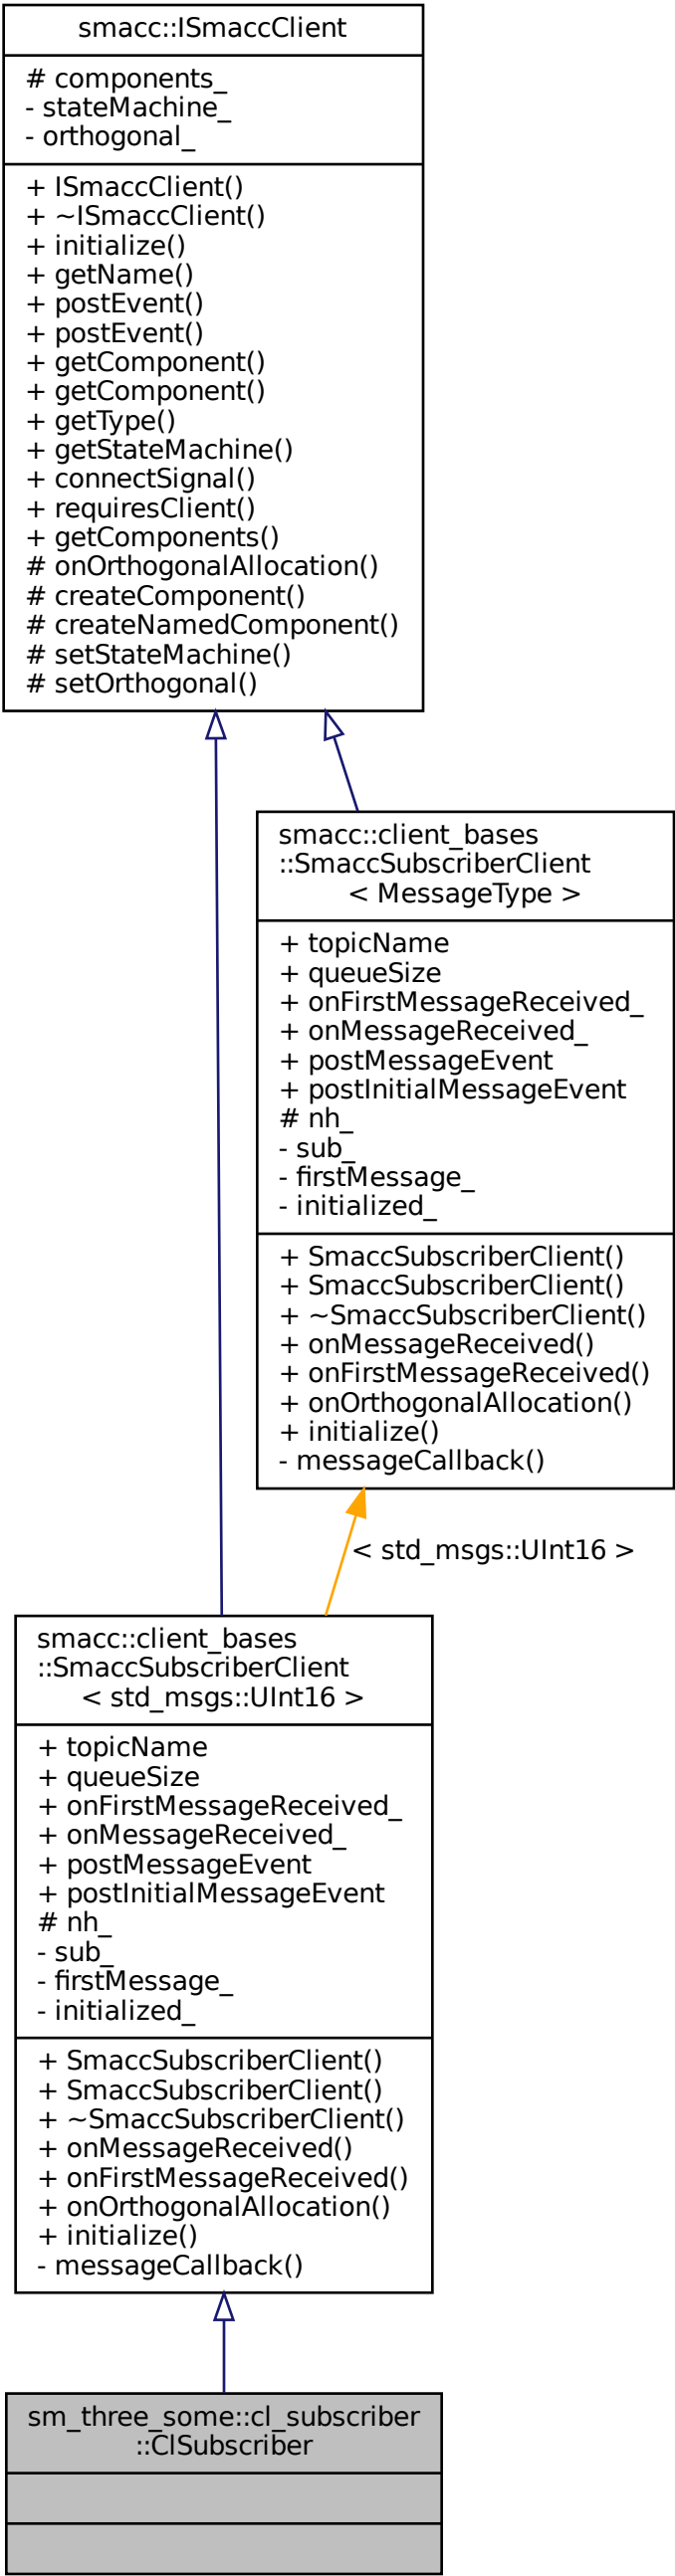 smacc::ISmaccClient
# components_
- stateMachine_
- orthogonal_
+ ISmaccClient()
+ ~ISmaccClient()
+ initialize()
+ getName()
+ postEvent()
+ postEvent()
+ getComponent()
+ getComponent()
+ getType()
+ getStateMachine()
+ connectSignal()
+ requiresClient()
+ getComponents()
# onOrthogonalAllocation()
# createComponent()
# createNamedComponent()
# setStateMachine()
# setOrthogonal()
smacc::client_bases
::SmaccSubscriberClient
< MessageType >
+ topicName
+ queueSize
+ onFirstMessageReceived_
+ onMessageReceived_
+ postMessageEvent
+ postInitialMessageEvent
# nh_
- sub_
- firstMessage_
- initialized_
+ SmaccSubscriberClient()
+ SmaccSubscriberClient()
+ ~SmaccSubscriberClient()
+ onMessageReceived()
+ onFirstMessageReceived()
+ onOrthogonalAllocation()
+ initialize()
- messageCallback()
< std_msgs::UInt16 >
smacc::client_bases
::SmaccSubscriberClient
< std_msgs::UInt16 >
+ topicName
+ queueSize
+ onFirstMessageReceived_
+ onMessageReceived_
+ postMessageEvent
+ postInitialMessageEvent
# nh_
- sub_
- firstMessage_
- initialized_
+ SmaccSubscriberClient()
+ SmaccSubscriberClient()
+ ~SmaccSubscriberClient()
+ onMessageReceived()
+ onFirstMessageReceived()
+ onOrthogonalAllocation()
+ initialize()
- messageCallback()
sm_three_some::cl_subscriber
::ClSubscriber